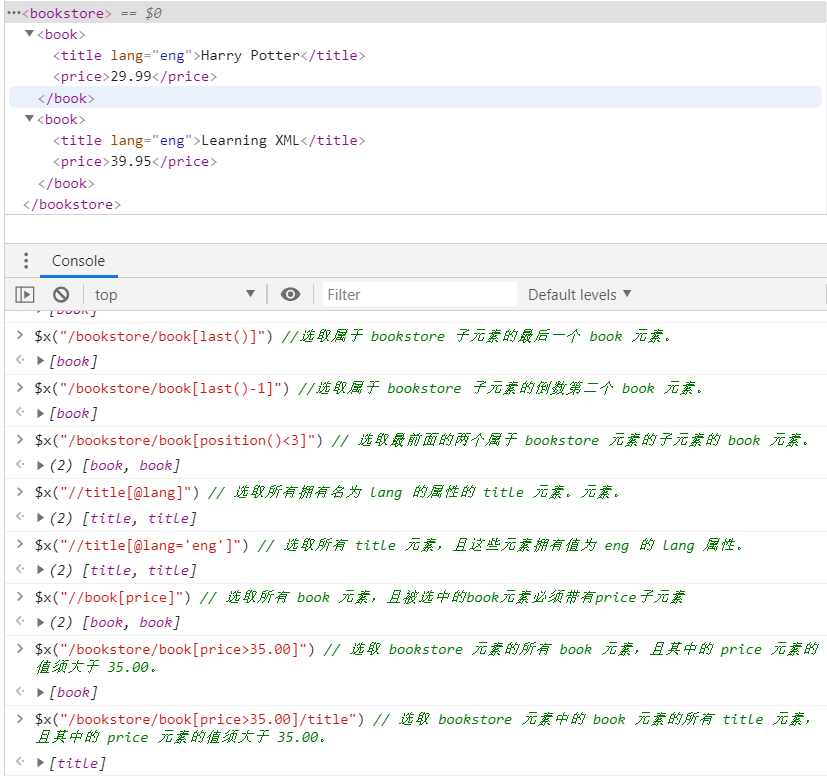 •••<bookstore> == $0
▼<book>
<title lang="eng">Harry Potter</title>
<price>29.99</price>
</book>
▼<book>
<title lang="eng">Learning XML</title>
<price>39.95</price>
</book>
</bookstore>
Console
top ▼ Filter Default levels ▼
▶[book]
> $x("/bookstore/book[last()]") //选取属于 bookstore 子元素的最后一个 book 元素。
▶[book]
> $x("/bookstore/book[last()-1]") //选取属于 bookstore 子元素的倒数第二个 book 元素。
▶[book]
> $x("/bookstore/book[position()<3]") // 选取最前面的两个属于 bookstore 元素的子元素的 book 元素。
▶(2) [book, book]
> $x("//title[@lang]") // 选取所有拥有名为 lang 的属性的 title 元素。元素。
▶(2) [title, title]
> $x("//title[@lang='eng']") // 选取所有 title 元素，且这些元素拥有值为 eng 的 lang 属性。
▶(2) [title, title]
> $x("//book[price]") // 选取所有 book 元素，且被选中的book元素必须带有price子元素
▶(2) [book, book]
> $x("/bookstore/book[price>35.00]") // 选取 bookstore 元素的所有 book 元素，且其中的 price 元素的
值须大于 35.00。
▶[book]
> $x("/bookstore/book[price>35.00]/title") // 选取 bookstore 元素中的 book 元素的所有 title 元素，
且其中的 price 元素的值须大于 35.00。
▶[title]